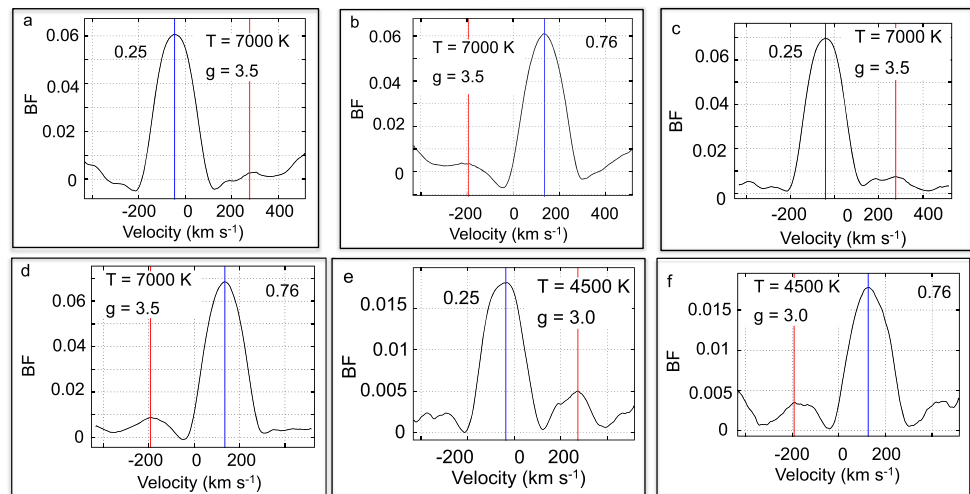 a
0.25
T = 7000 K
g = 3.5
BF
0.06
0.04
0.02
0
-200 0 200 400
Velocity (km s⁻¹)
b
T = 7000 K
g = 3.5
0.76
BF
0.06
0.04
0.02
0
-400 -200 0 200 400
Velocity (km s⁻¹)
c
0.25
T = 7000 K
g = 3.5
BF
0.08
0.06
0.04
0.02
0
-200 0 200 400
Velocity (km s⁻¹)
d
T = 7000 K
g = 3.5
0.76
BF
0.06
0.04
0.02
0
-200 0 200
Velocity (km s⁻¹)
e
0.25
T = 4500 K
g = 3.0
BF
0.015
0.010
0.005
0
-200 0 200
Velocity (km s⁻¹)
f
T = 4500 K
g = 3.0
0.76
BF
0.015
0.010
0.005
0
-200 0 200
Velocity (km s⁻¹)